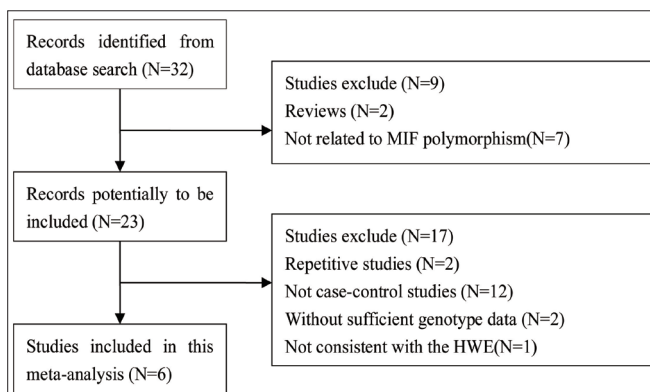 Records identified from
database search (N=32)
Studies exclude (N=9)
Reviews (N=2)
Not related to MIF polymorphism(N=7)
Records potentially to be
included (N=23)
Studies exclude (N=17)
Repetitive studies (N=2)
Not case-control studies (N=12)
Without sufficient genotype data (N=2)
Not consistent with the HWE(N=1)
Studies included in this
meta-analysis (N=6)